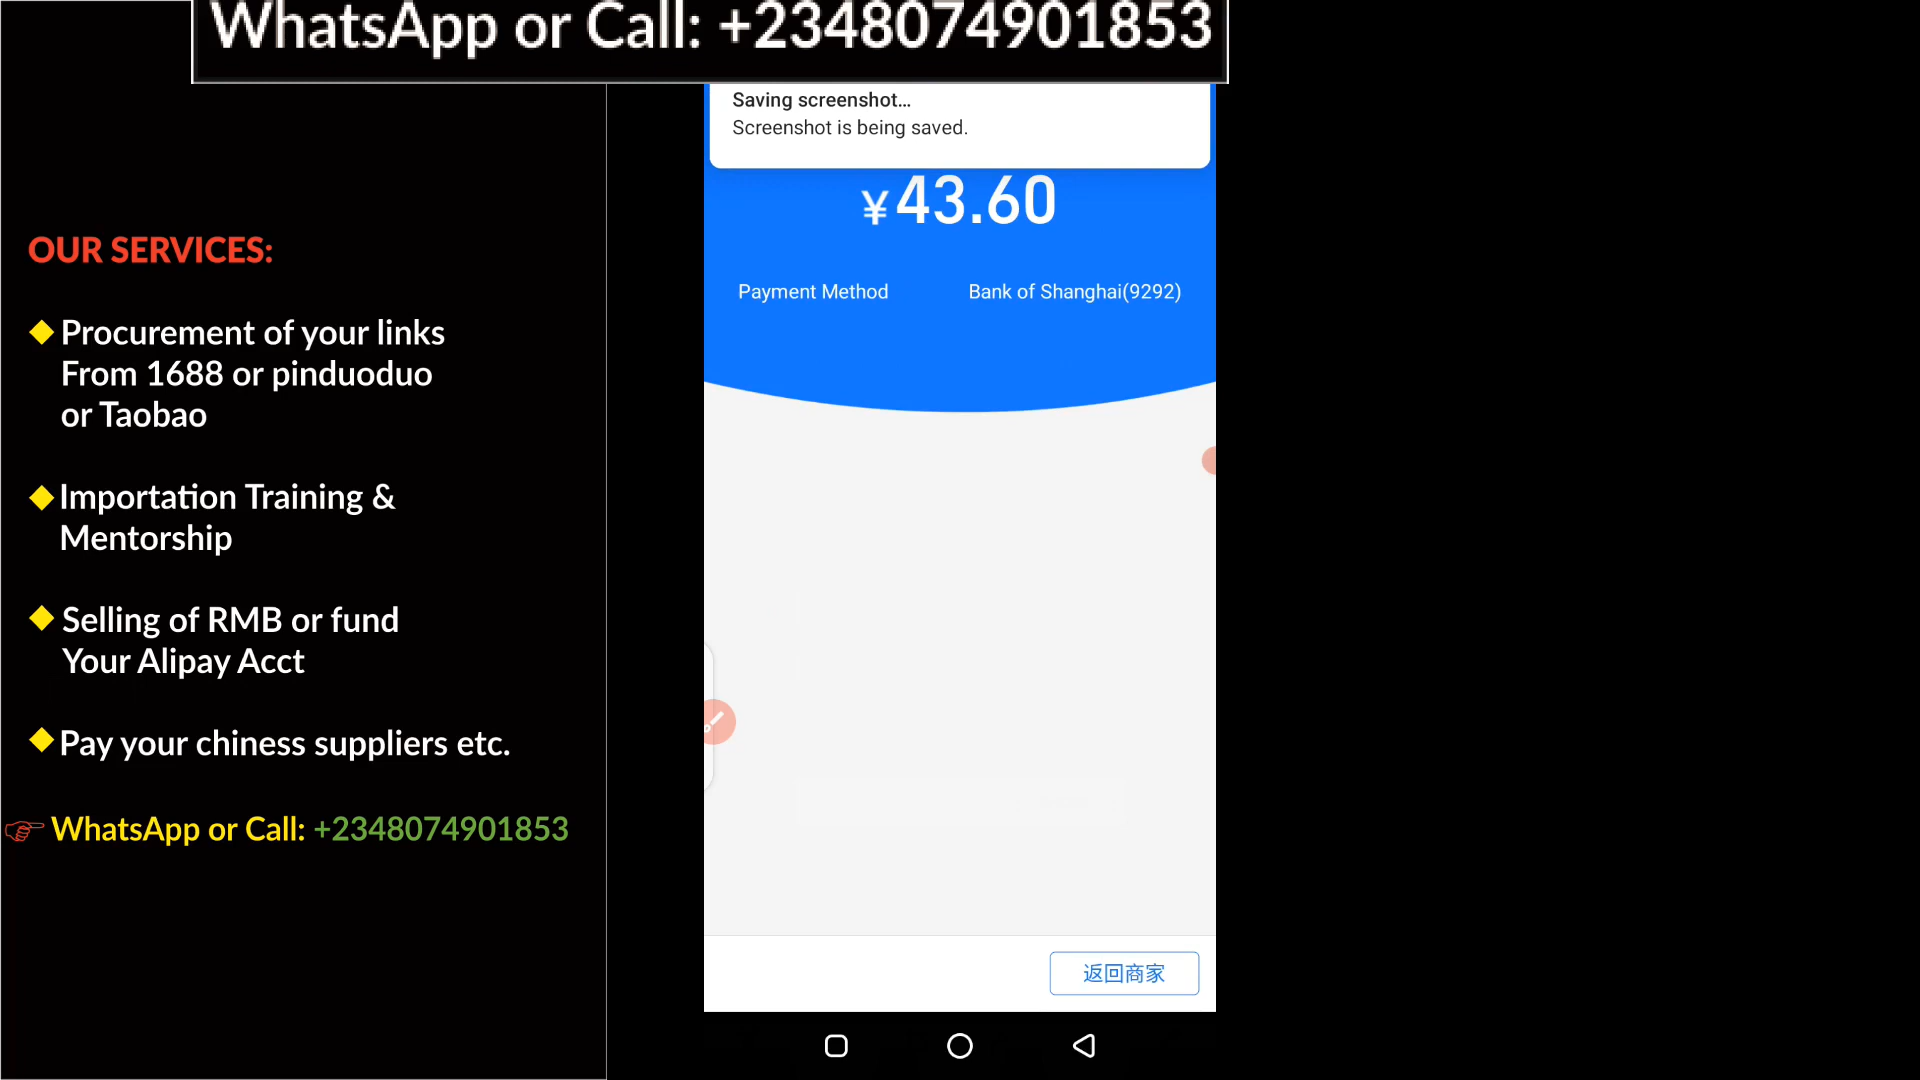 WhatsApp or Call: +2348074901853
OUR SERVICES:
Procurement of your links
From 1688 or pinduoduo
or Taobao
Importation Training &
Mentorship
Selling of RMB or fund
Your Alipay Acct
Pay your chiness suppliers etc.
WhatsApp or Call: +2348074901853
Saving screenshot...
Screenshot is being saved.
¥43.60
Payment Method Bank of Shanghai(9292)
返回商家